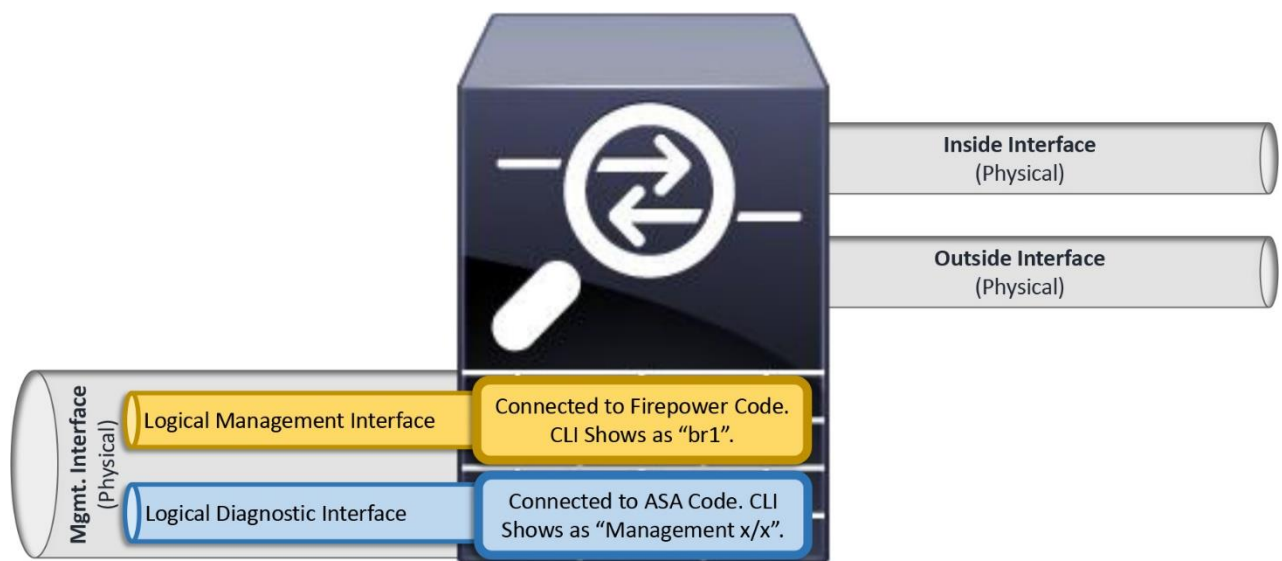 Inside Interface
(Physical)
Outside Interface
(Physical)
Mgmt. Interface
(Physical)
Logical Management Interface
Connected to Firepower Code.
CLI Shows as “br1”.
Logical Diagnostic Interface
Connected to ASA Code. CLI
Shows as “Management x/x”.